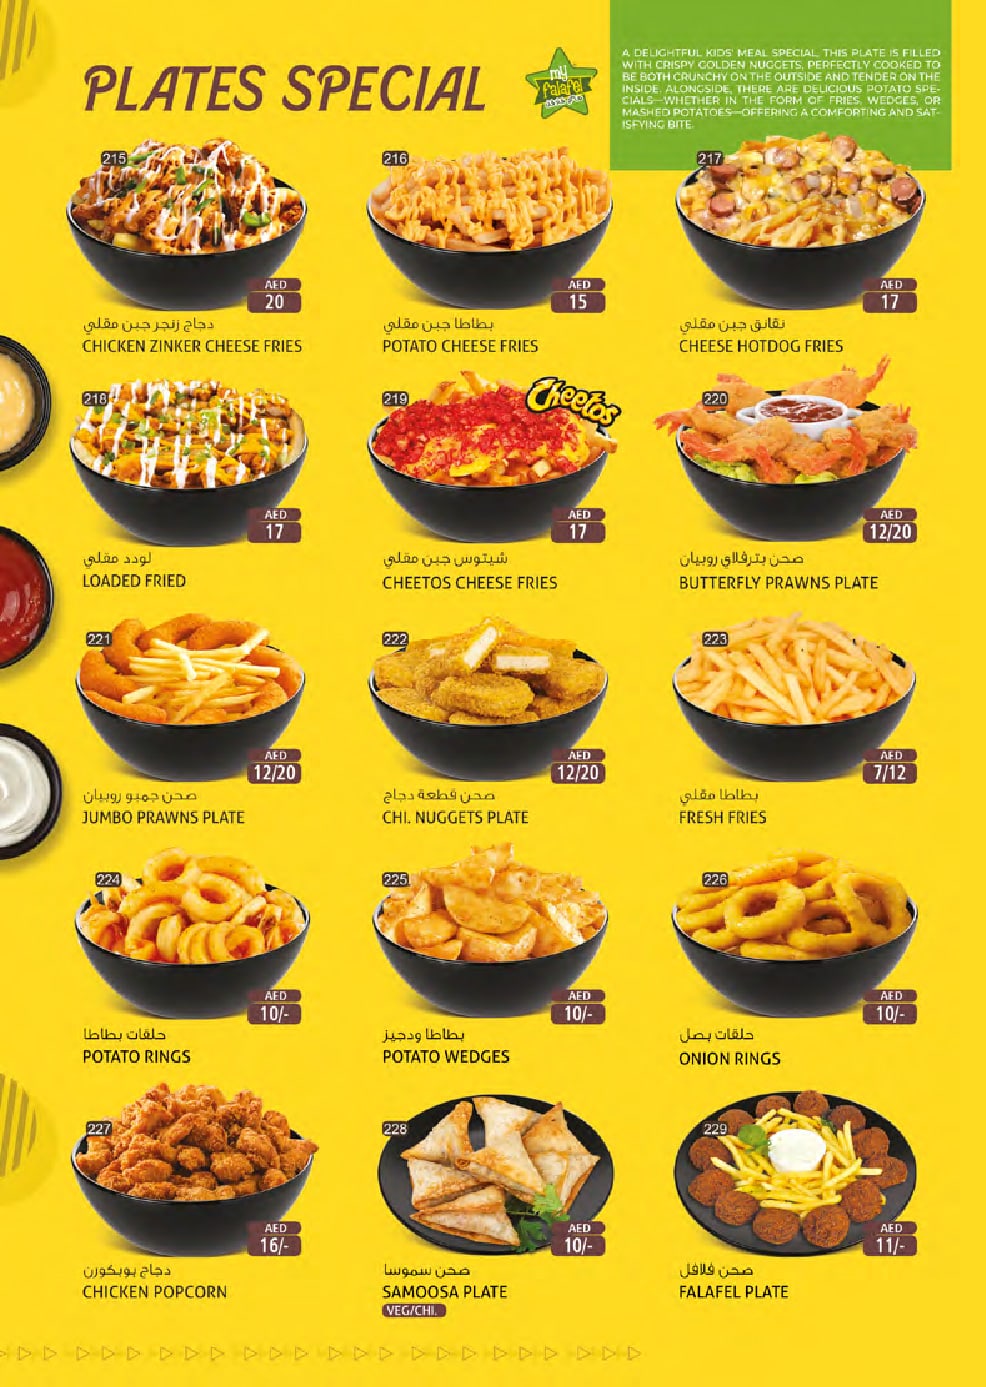 PLATES SPECIAL
my
falafel
A DELIGHTFUL KIDS' MEAL SPECIAL, THIS PLATE IS FILLED
WITH CRISPY GOLDEN NUGGETS, PERFECTLY COOKED TO
BE BOTH CRUNCHY ON THE OUTSIDE AND TENDER ON THE
INSIDE. ALONGSIDE, THERE ARE DELICIOUS POTATO SPE-
CIALS—WHETHER IN THE FORM OF FRIES, WEDGES, OR
MASHED POTATOES—OFFERING A COMFORTING AND SAT-
ISFYING BITE.
215
AED
20
دجاج زنجر جبن مقلي
CHICKEN ZINKER CHEESE FRIES
216
AED
15
بطاطا جبن مقلي
POTATO CHEESE FRIES
217
AED
17
نقانق جبن مقلي
CHEESE HOTDOG FRIES
218
AED
17
لودد مقلي
LOADED FRIED
219
Cheetos
AED
17
شيتوس جبن مقلي
CHEETOS CHEESE FRIES
220
AED
12/20
صحن بترفلاي روبيان
BUTTERFLY PRAWNS PLATE
221
AED
12/20
صحن جمبو روبيان
JUMBO PRAWNS PLATE
222
AED
12/20
صحن قطعة دجاج
CHI. NUGGETS PLATE
223
AED
7/12
بطاطا مقلي
FRESH FRIES
224
AED
10/-
حلقات بطاطا
POTATO RINGS
225
AED
10/-
بطاطا ودجيز
POTATO WEDGES
226
AED
10/-
حلقات بصل
ONION RINGS
227
AED
16/-
دجاج بوبكورن
CHICKEN POPCORN
228
AED
10/-
صحن سموسا
SAMOOSA PLATE
VEG/CHI.
229
AED
11/-
صحن فلافل
FALAFEL PLATE